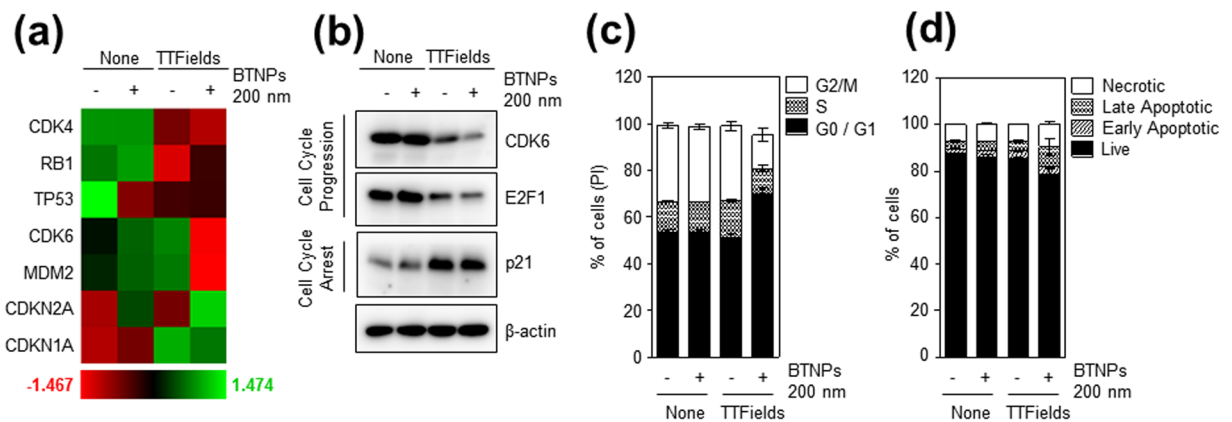 (a)
None TTFields
- + - + BTNPs
200 nm
CDK4
RB1
TP53
CDK6
MDM2
CDKN2A
CDKN1A
-1.467 1.474
(b)
None TTFields
- + - +
Cell Cycle
Progression
CDK6
E2F1
Cell Cycle
Arrest
p21
β-actin
(c)
% of cells (PI)
120
100
80
60
40
20
0
G2/M
S
G0 / G1
- + - + BTNPs
200 nm
None TTFields
(d)
% of cells
120
100
80
60
40
20
0
Necrotic
Late Apoptotic
Early Apoptotic
Live
- + - + BTNPs
200 nm
None TTFields